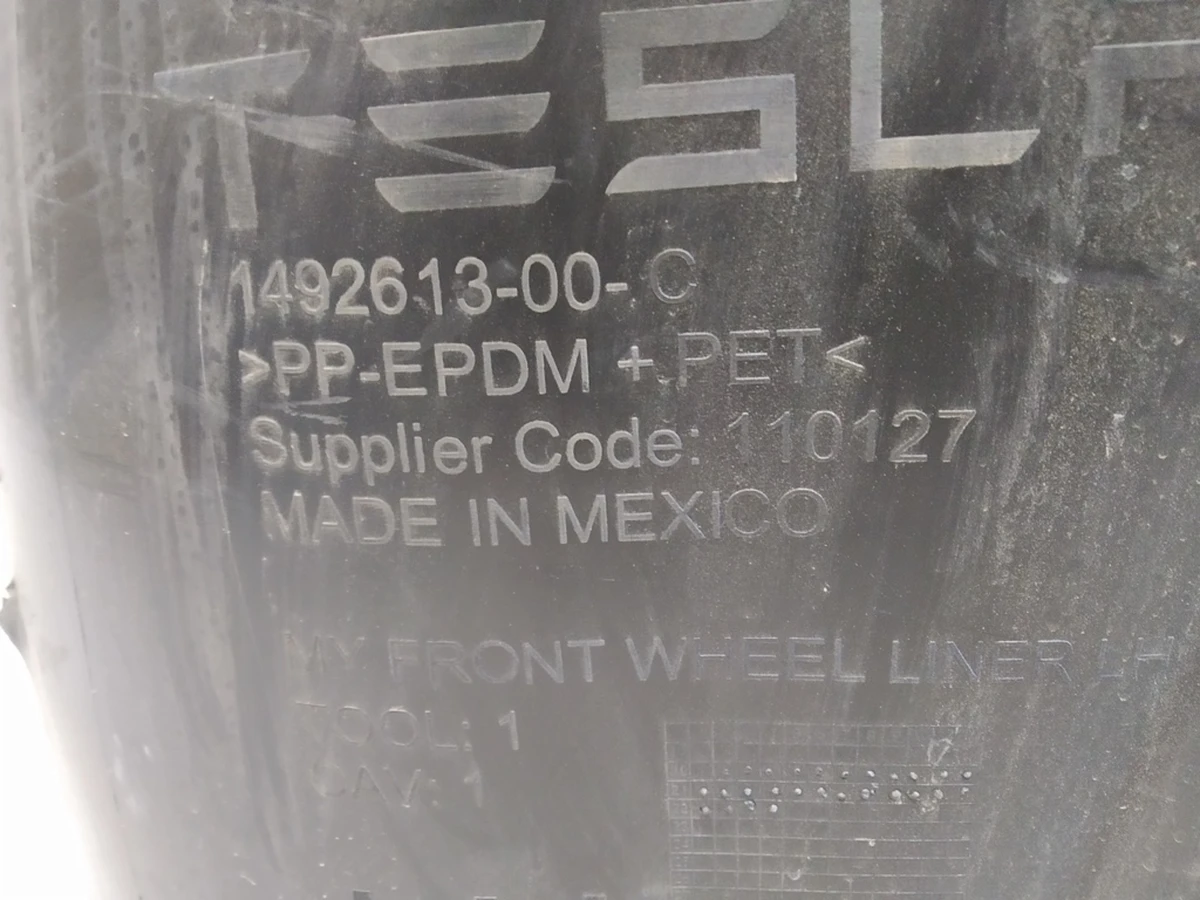 TESLA
1492613-00- C
>PP-EPDM + PET<
Supplier Code: 110127
MADE IN MEXICO
MY FRONT WHEEL LINER LH
TOOL: 1
CAV: 1